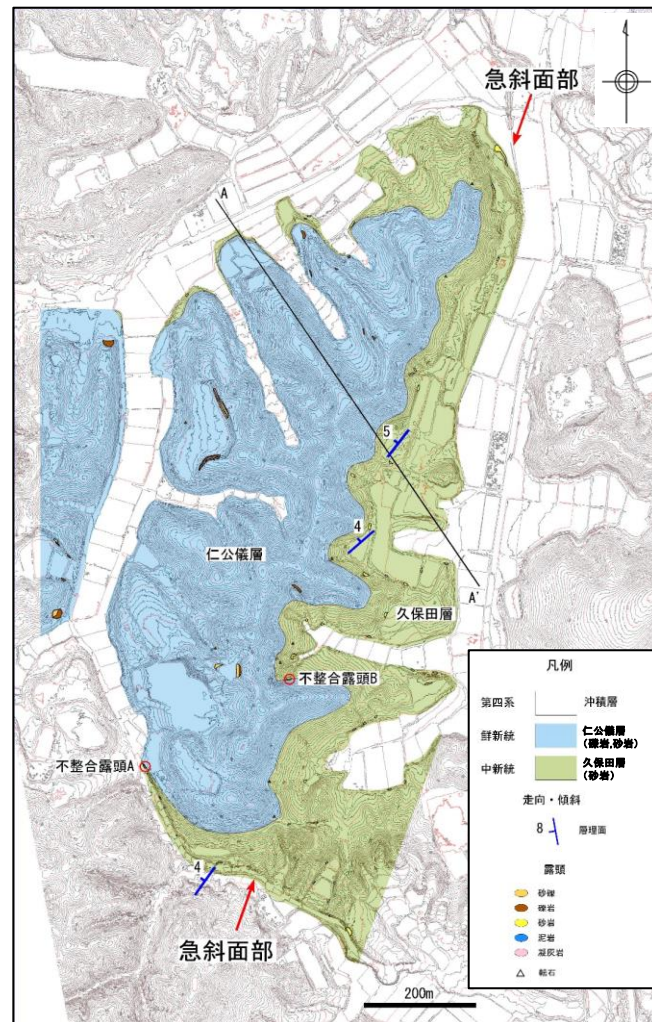 急斜面部
A
5
4
仁公儀層
A'
久保田層
不整合露頭B
不整合露頭A
4
急斜面部
200m
凡例
第四系 沖積層
鮮新統 仁公儀層
(礫岩,砂岩)
中新統 久保田層
(砂岩)
走向・傾斜
8 層理面
露頭
砂礫
礫岩
砂岩
泥岩
凝灰岩
転石